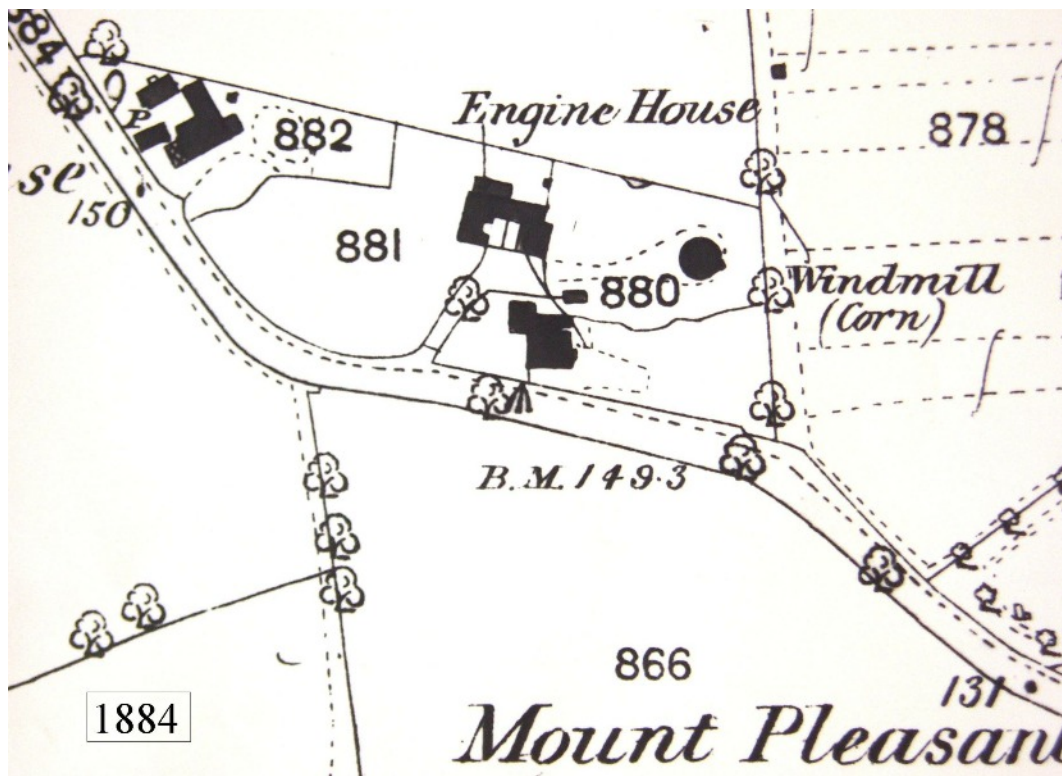 884
P
882
Engine House
878
se
150
881
880
Windmill
(Corn)
B.M. 149.3
866
131
1884
Mount Pleasan